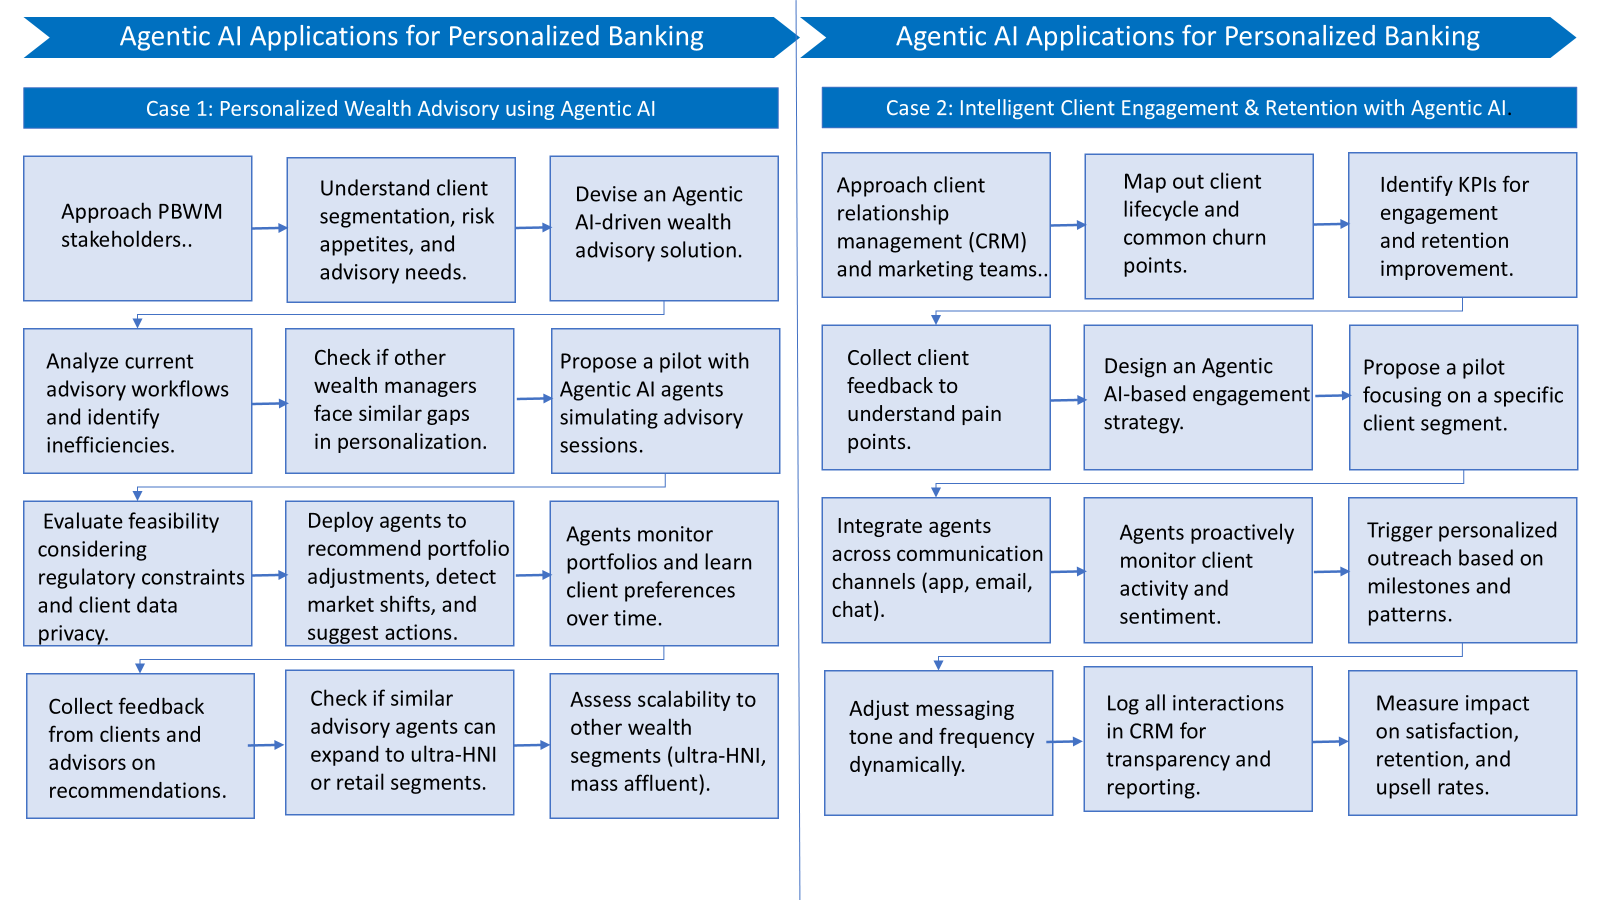 Agentic AI Applications for Personalized Banking
Case 1: Personalized Wealth Advisory using Agentic AI
Approach PBWM
stakeholders..
Understand client
segmentation, risk
appetites, and
advisory needs.
Devise an Agentic
AI-driven wealth
advisory solution.
Analyze current
advisory workflows
and identify
inefficiencies.
Check if other
wealth managers
face similar gaps
in personalization.
Propose a pilot with
Agentic AI agents
simulating advisory
sessions.
Evaluate feasibility
considering
regulatory constraints
and client data
privacy.
Deploy agents to
recommend portfolio
adjustments, detect
market shifts, and
suggest actions.
Agents monitor
portfolios and learn
client preferences
over time.
Collect feedback
from clients and
advisors on
recommendations.
Check if similar
advisory agents can
expand to ultra-HNI
or retail segments.
Assess scalability to
other wealth
segments (ultra-HNI,
mass affluent).
Agentic AI Applications for Personalized Banking
Case 2: Intelligent Client Engagement & Retention with Agentic AI.
Approach client
relationship
management (CRM)
and marketing teams..
Map out client
lifecycle and
common churn
points.
Identify KPIs for
engagement
and retention
improvement.
Collect client
feedback to
understand pain
points.
Design an Agentic
AI-based engagement
strategy.
Propose a pilot
focusing on a specific
client segment.
Integrate agents
across communication
channels (app, email,
chat).
Agents proactively
monitor client
activity and
sentiment.
Trigger personalized
outreach based on
milestones and
patterns.
Adjust messaging
tone and frequency
dynamically.
Log all interactions
in CRM for
transparency and
reporting.
Measure impact
on satisfaction,
retention, and
upsell rates.